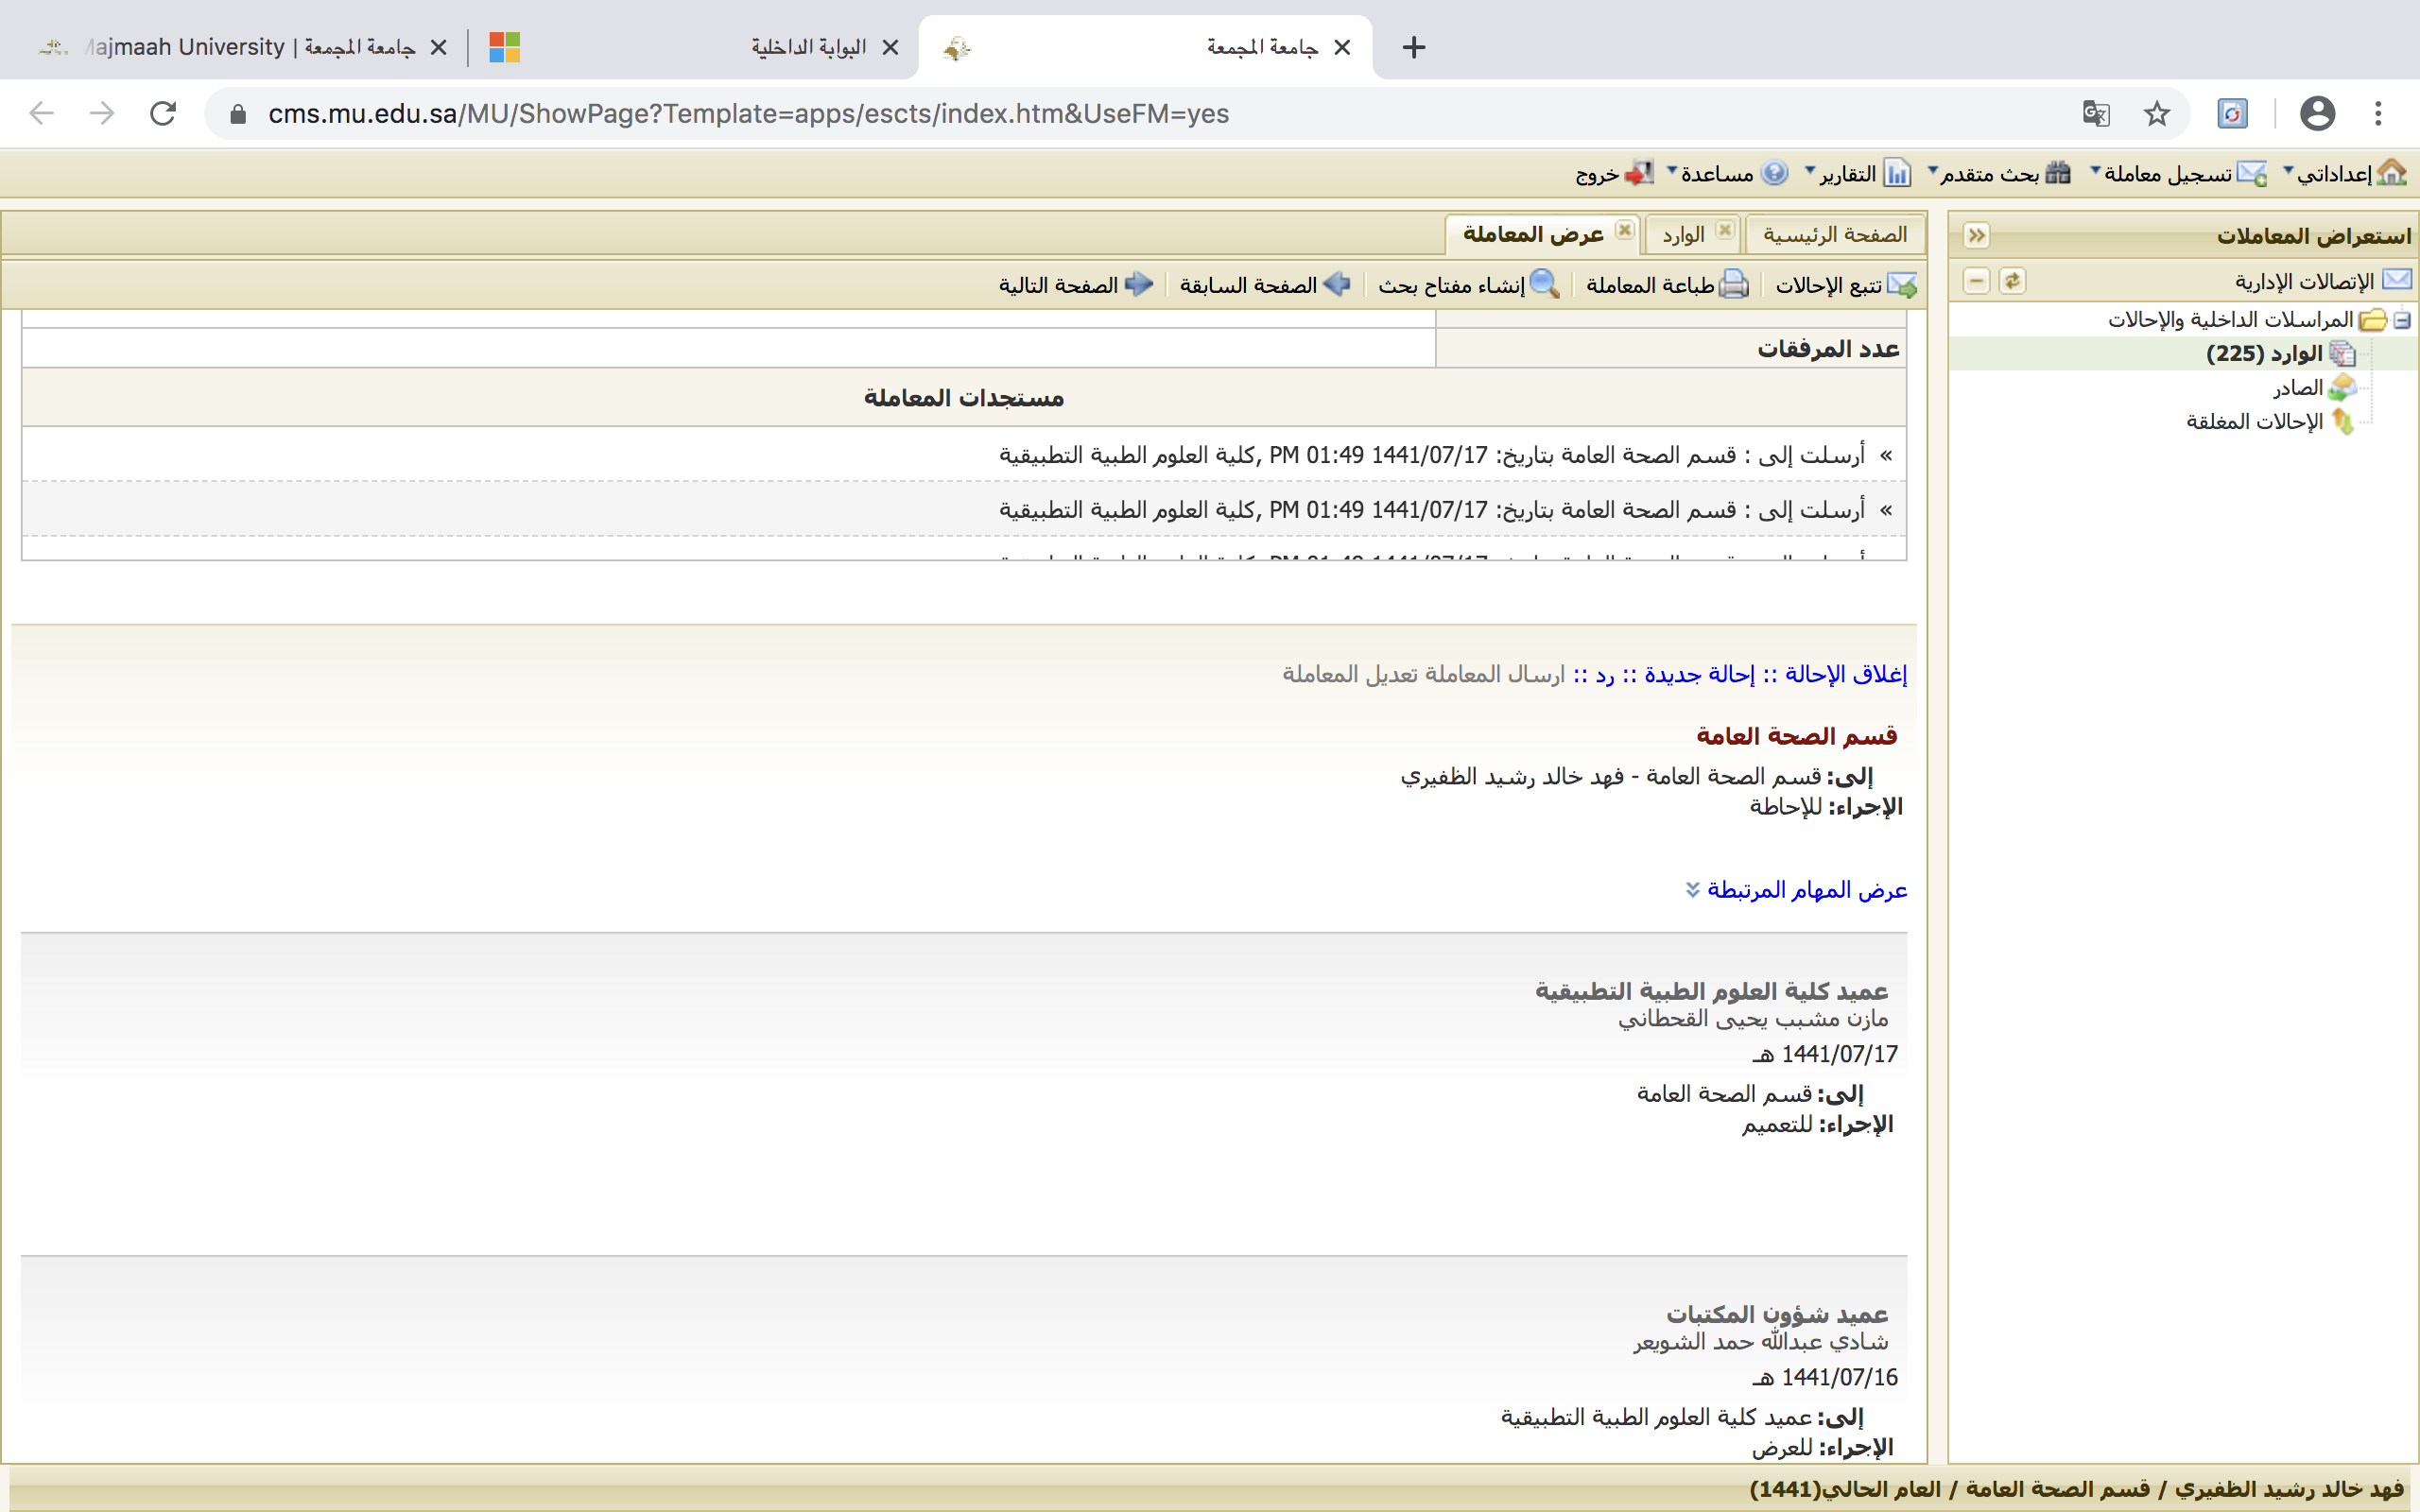 ajmaah University | جامعة المجمعة
البوابة الداخلية
جامعة المجمعة
cms.mu.edu.sa/MU/ShowPage?Template=apps/escts/index.htm&UseFM=yes
إعداداتي تسجيل معاملة بحث متقدم التقارير مساعدة خروج
استعراض المعاملات
الإتصالات الإدارية
المراسلات الداخلية والإحالات
الوارد (225)
الصادر
الإحالات المغلقة
الصفحة الرئيسية الوارد عرض المعاملة
تتبع الإحالات طباعة المعاملة إنشاء مفتاح بحث الصفحة السابقة الصفحة التالية
عدد المرفقات
مستجدات المعاملة
» أرسلت إلى : قسم الصحة العامة بتاريخ: 1441/07/17 01:49 PM ,كلية العلوم الطبية التطبيقية
» أرسلت إلى : قسم الصحة العامة بتاريخ: 1441/07/17 01:49 PM ,كلية العلوم الطبية التطبيقية
إغلاق الإحالة :: إحالة جديدة :: رد :: ارسال المعاملة تعديل المعاملة
قسم الصحة العامة
إلى: قسم الصحة العامة - فهد خالد رشيد الظفيري
الإجراء: للإحاطة
عرض المهام المرتبطة
عميد كلية العلوم الطبية التطبيقية
مازن مشبب يحيى القحطاني
1441/07/17 هـ
إلى: قسم الصحة العامة
الإجراء: للتعميم
عميد شؤون المكتبات
شادي عبدالله حمد الشويعر
1441/07/16 هـ
إلى: عميد كلية العلوم الطبية التطبيقية
الإجراء: للعرض
فهد خالد رشيد الظفيري / قسم الصحة العامة / العام الحالي(1441)